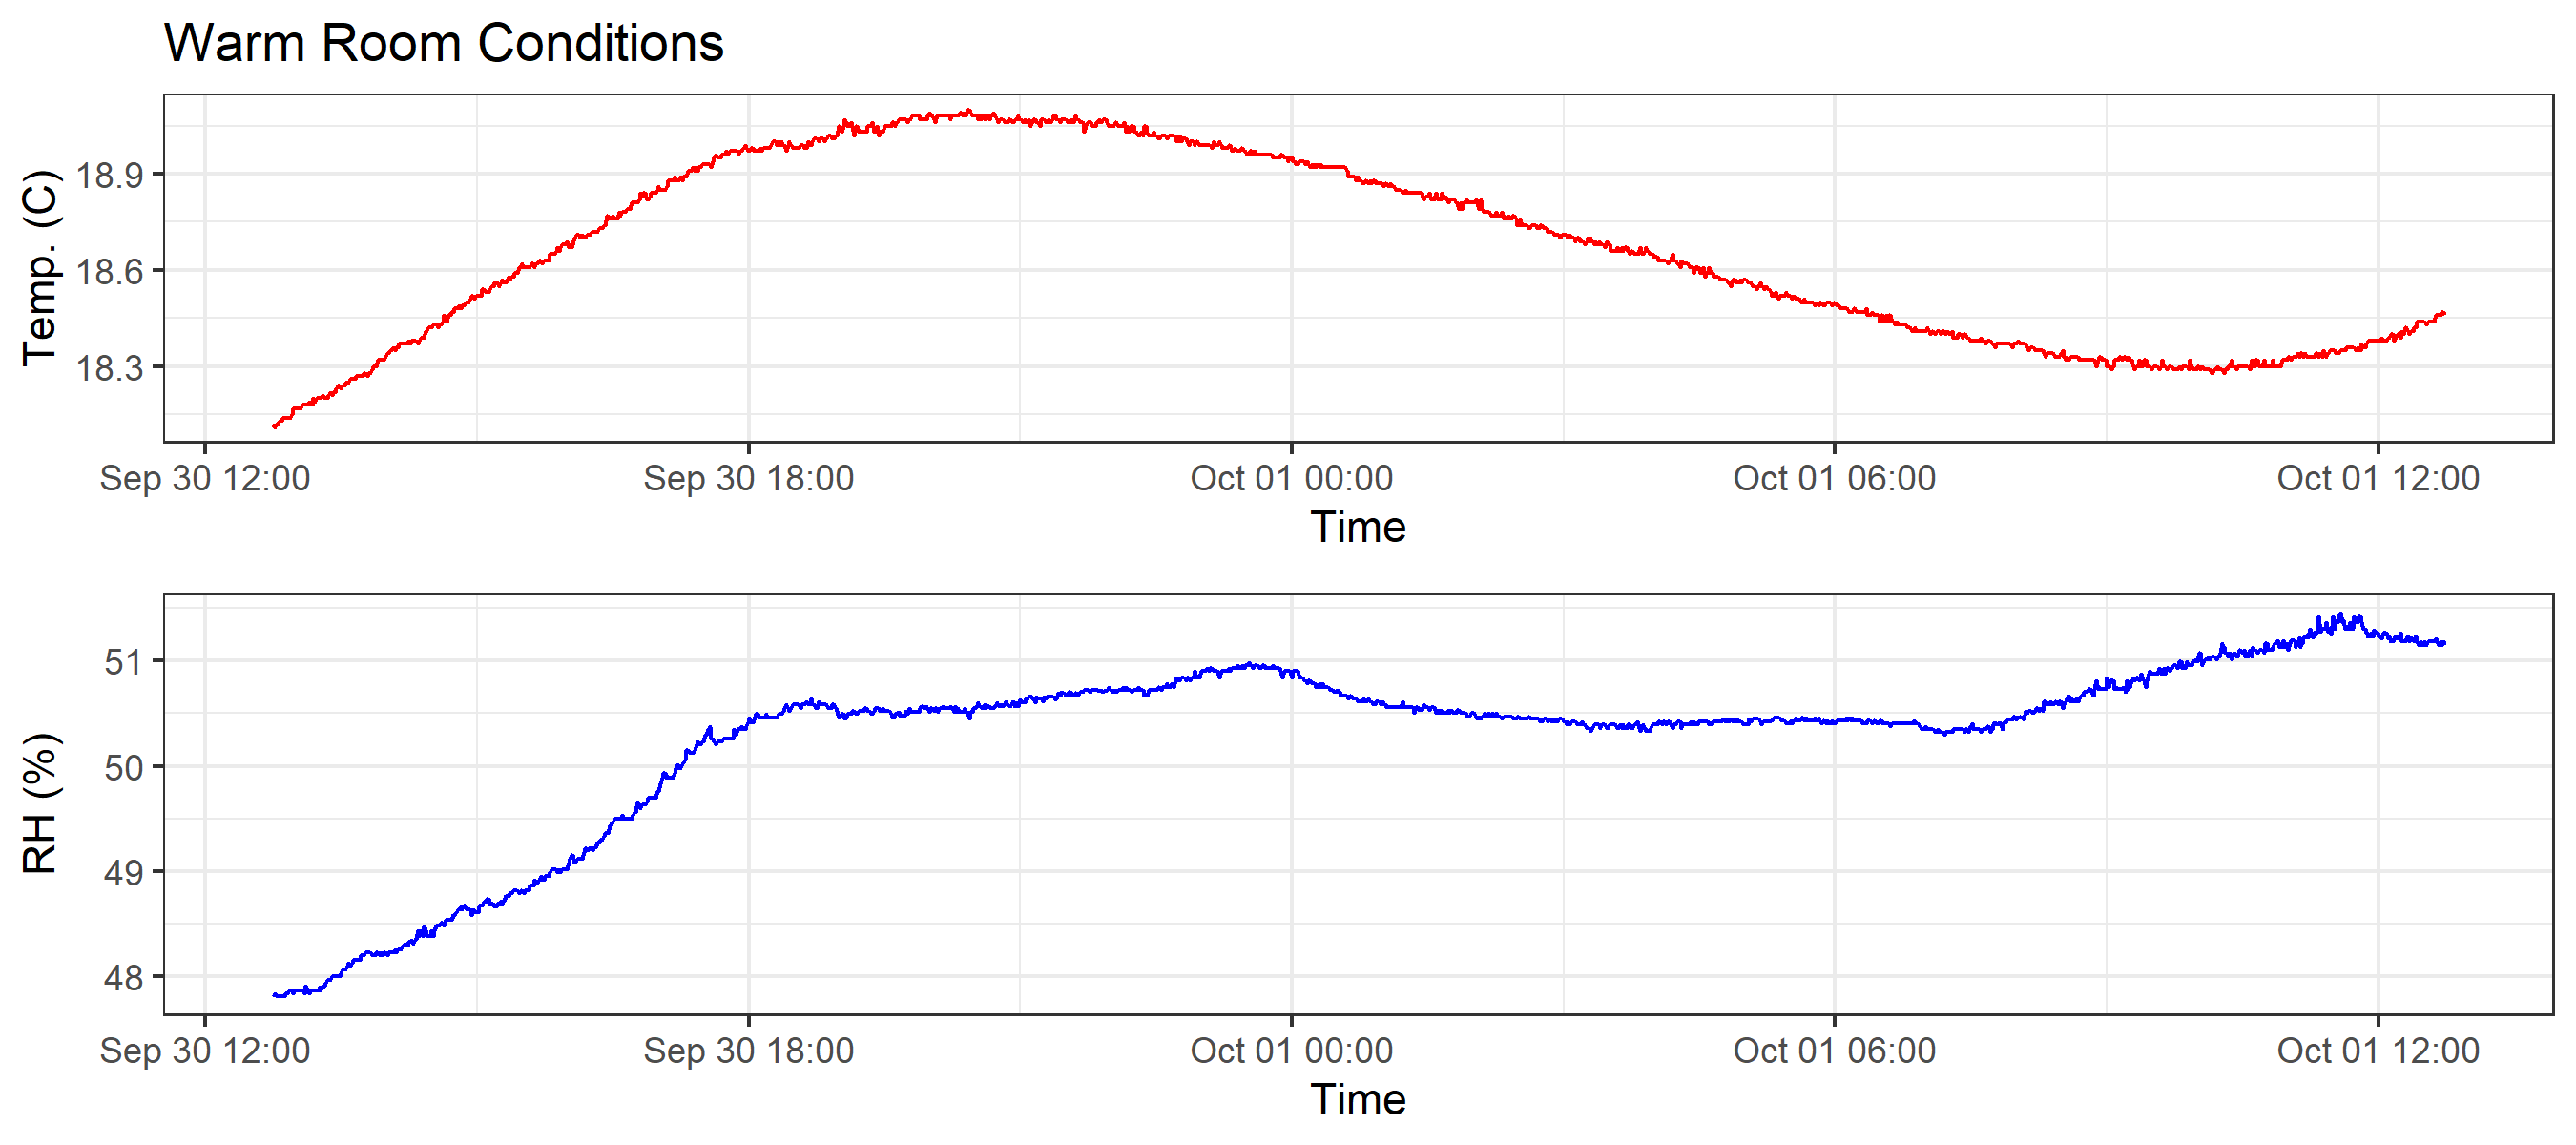 Warm Room Conditions
Temp. (C)
18.9
18.6
18.3
Sep 30 12:00 Sep 30 18:00 Oct 01 00:00 Oct 01 06:00 Oct 01 12:00
Time
RH (%)
51
50
49
48
Sep 30 12:00 Sep 30 18:00 Oct 01 00:00 Oct 01 06:00 Oct 01 12:00
Time